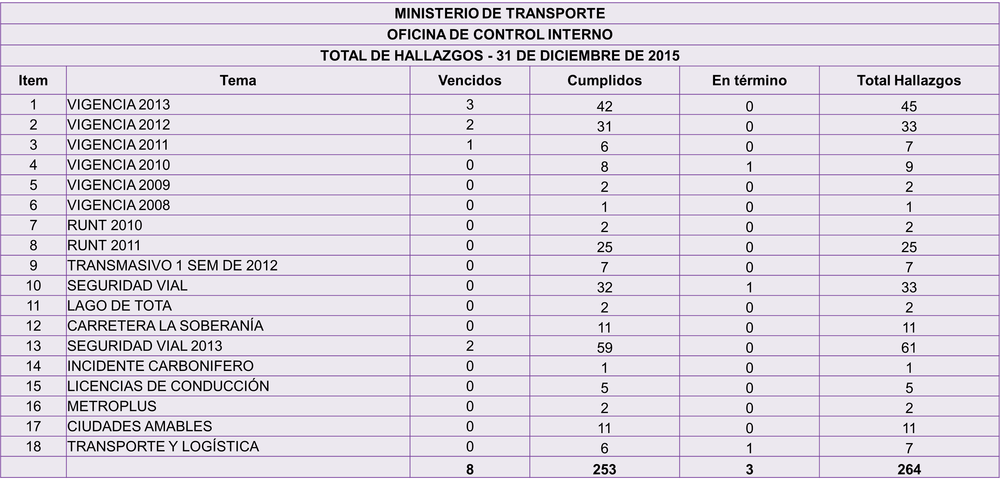 MINISTERIO DE TRANSPORTE
OFICINA DE CONTROL INTERNO
TOTAL DE HALLAZGOS - 31 DE DICIEMBRE DE 2015
Item Tema Vencidos Cumplidos En término Total Hallazgos
1 VIGENCIA 2013 3 42 0 45
2 VIGENCIA 2012 2 31 0 33
3 VIGENCIA 2011 1 6 0 7
4 VIGENCIA 2010 0 8 1 9
5 VIGENCIA 2009 0 2 0 2
6 VIGENCIA 2008 0 1 0 1
7 RUNT 2010 0 2 0 2
8 RUNT 2011 0 25 0 25
9 TRANSMASIVO 1 SEM DE 2012 0 7 0 7
10 SEGURIDAD VIAL 0 32 1 33
11 LAGO DE TOTA 0 2 0 2
12 CARRETERA LA SOBERANÍA 0 11 0 11
13 SEGURIDAD VIAL 2013 2 59 0 61
14 INCIDENTE CARBONIFERO 0 1 0 1
15 LICENCIAS DE CONDUCCIÓN 0 5 0 5
16 METROPLUS 0 2 0 2
17 CIUDADES AMABLES 0 11 0 11
18 TRANSPORTE Y LOGÍSTICA 0 6 1 7
8 253 3 264